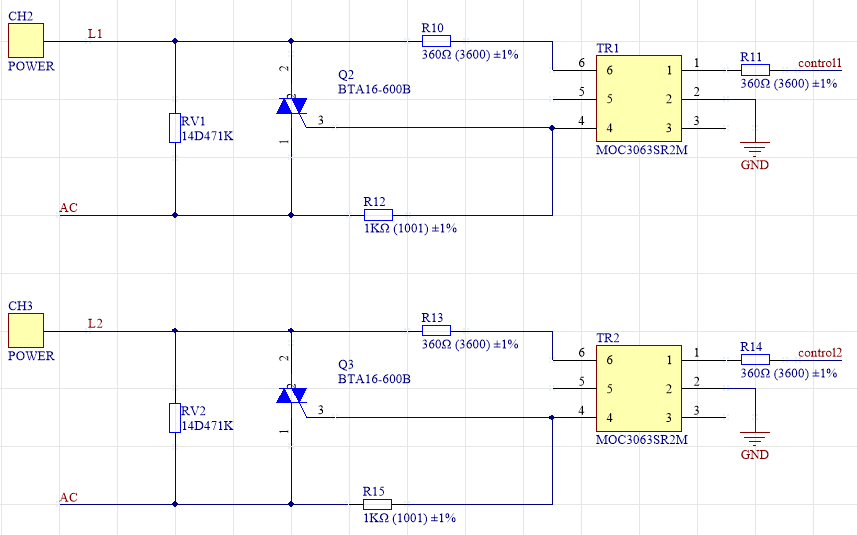 CH2
L1
POWER
R10
360Ω (3600) ±1%
2
Q2
BTA16-600B
3
1
RV1
14D471K
AC
R12
1KΩ (1001) ±1%
TR1
6
5
4
6
5
4
1
2
3
1
2
3
MOC3063SR2M
R11
360Ω (3600) ±1%
control1
GND
CH3
L2
POWER
R13
360Ω (3600) ±1%
2
Q3
BTA16-600B
3
1
RV2
14D471K
AC
R15
1KΩ (1001) ±1%
TR2
6
5
4
6
5
4
1
2
3
1
2
3
MOC3063SR2M
R14
360Ω (3600) ±1%
control2
GND